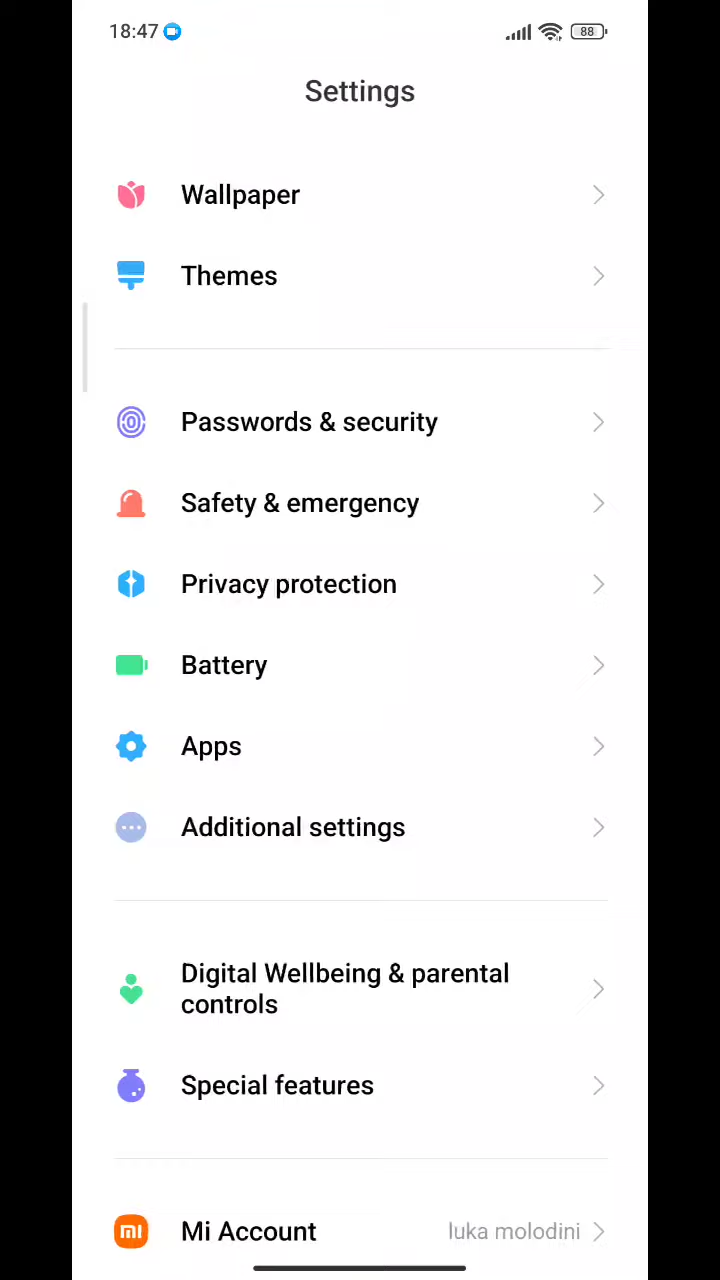 18:47
88
Settings
Wallpaper
Themes
Passwords & security
Safety & emergency
Privacy protection
Battery
Apps
Additional settings
Digital Wellbeing & parental
controls
Special features
Mi Account luka molodini